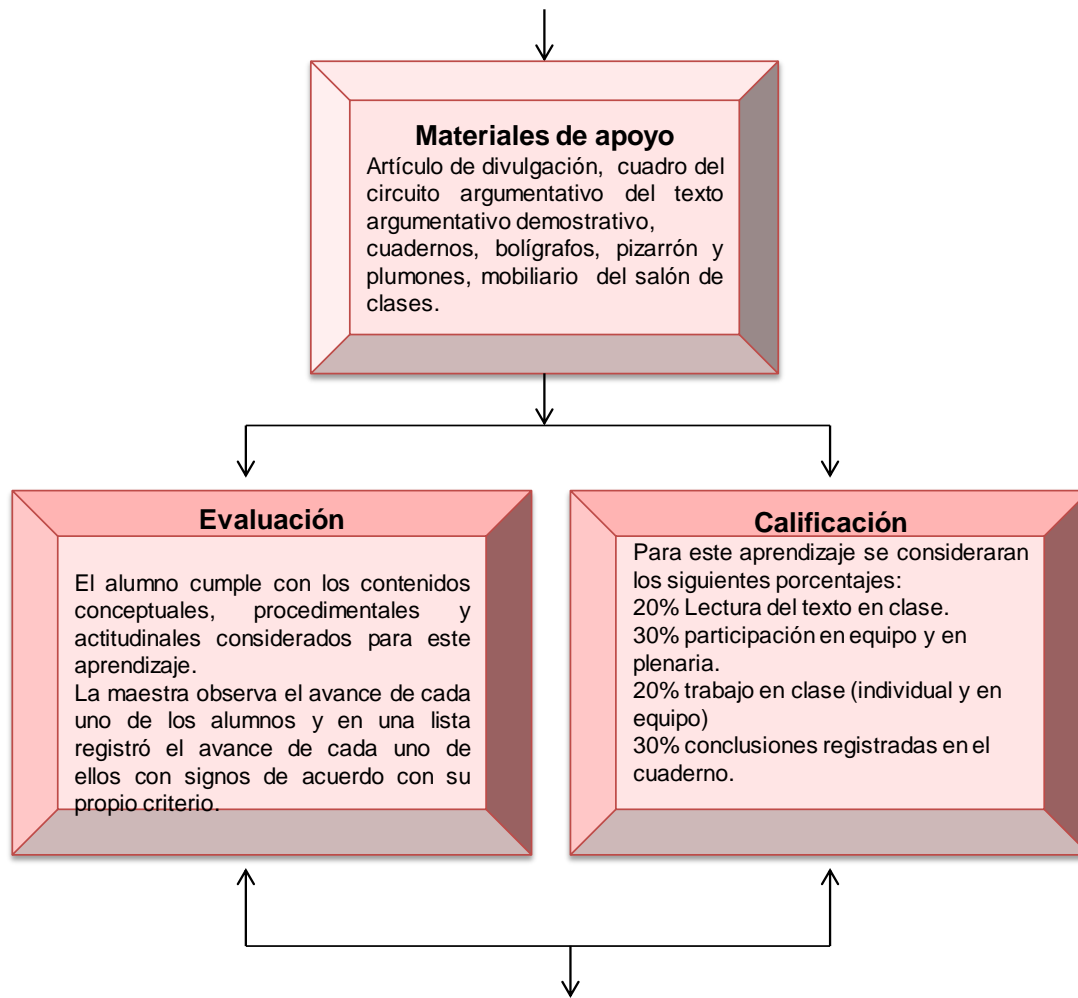 Materiales de apoyo
Artículo de divulgación, cuadro del
circuito argumentativo del texto
argumentativo demostrativo,
cuadernos, bolígrafos, pizarrón y
plumones, mobiliario del salón de
clases.
Evaluación
El alumno cumple con los contenidos
conceptuales, procedimentales y
actitudinales considerados para este
aprendizaje.
La maestra observa el avance de cada
uno de los alumnos y en una lista
registró el avance de cada uno de
ellos con signos de acuerdo con su
propio criterio.
Calificación
Para este aprendizaje se consideraran
los siguientes porcentajes:
20% Lectura del texto en clase.
30% participación en equipo y en
plenaria.
20% trabajo en clase (individual y en
equipo)
30% conclusiones registradas en el
cuaderno.